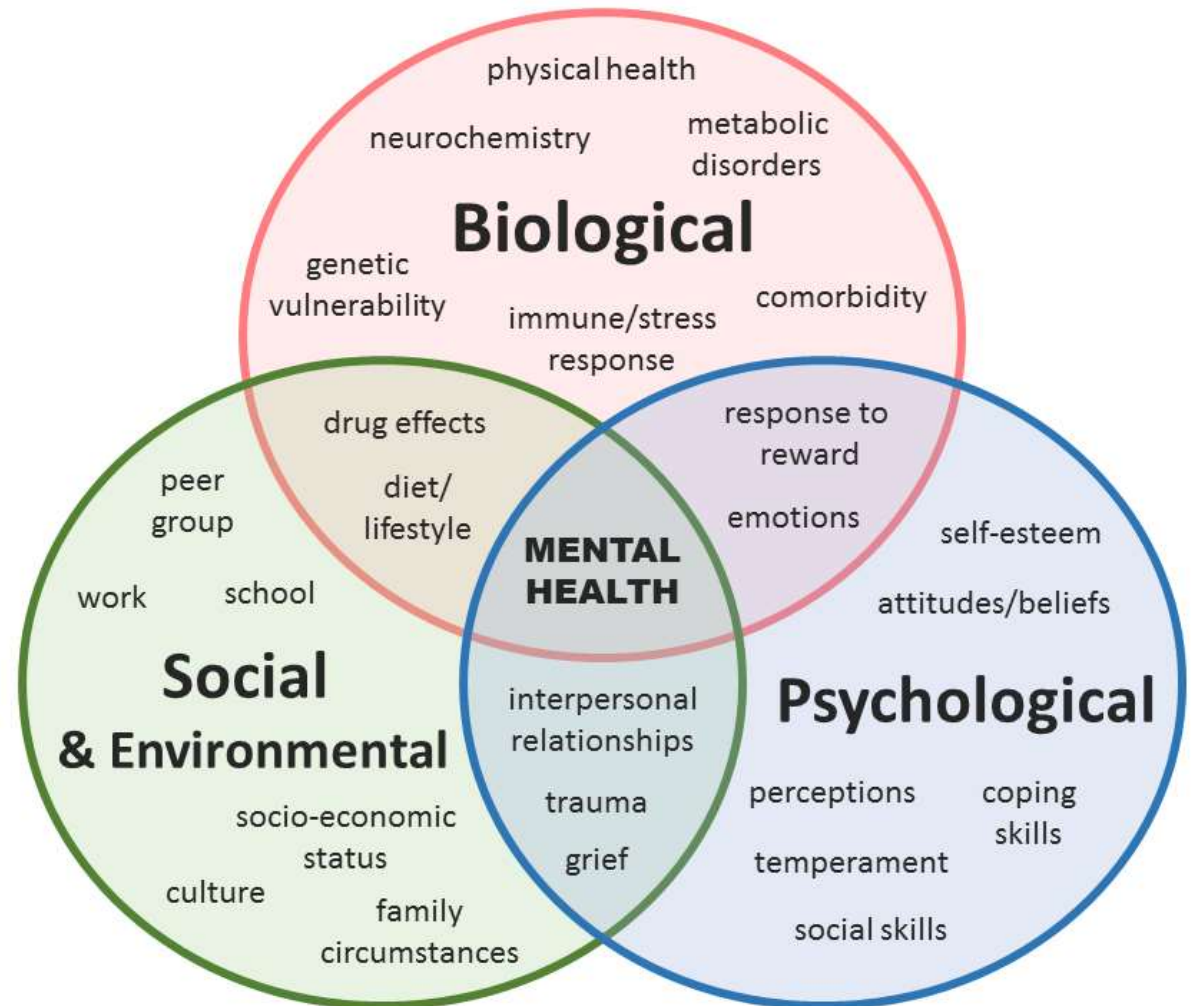 physical health
neurochemistry
metabolic
disorders
Biological
genetic
vulnerability
immune/stress
response
comorbidity
drug effects
diet/
lifestyle
response to
reward
emotions
MENTAL
HEALTH
peer
group
work
school
Social
& Environmental
socio-economic
status
culture
family
circumstances
interpersonal
relationships
trauma
grief
self-esteem
attitudes/beliefs
Psychological
perceptions
coping
skills
temperament
social skills